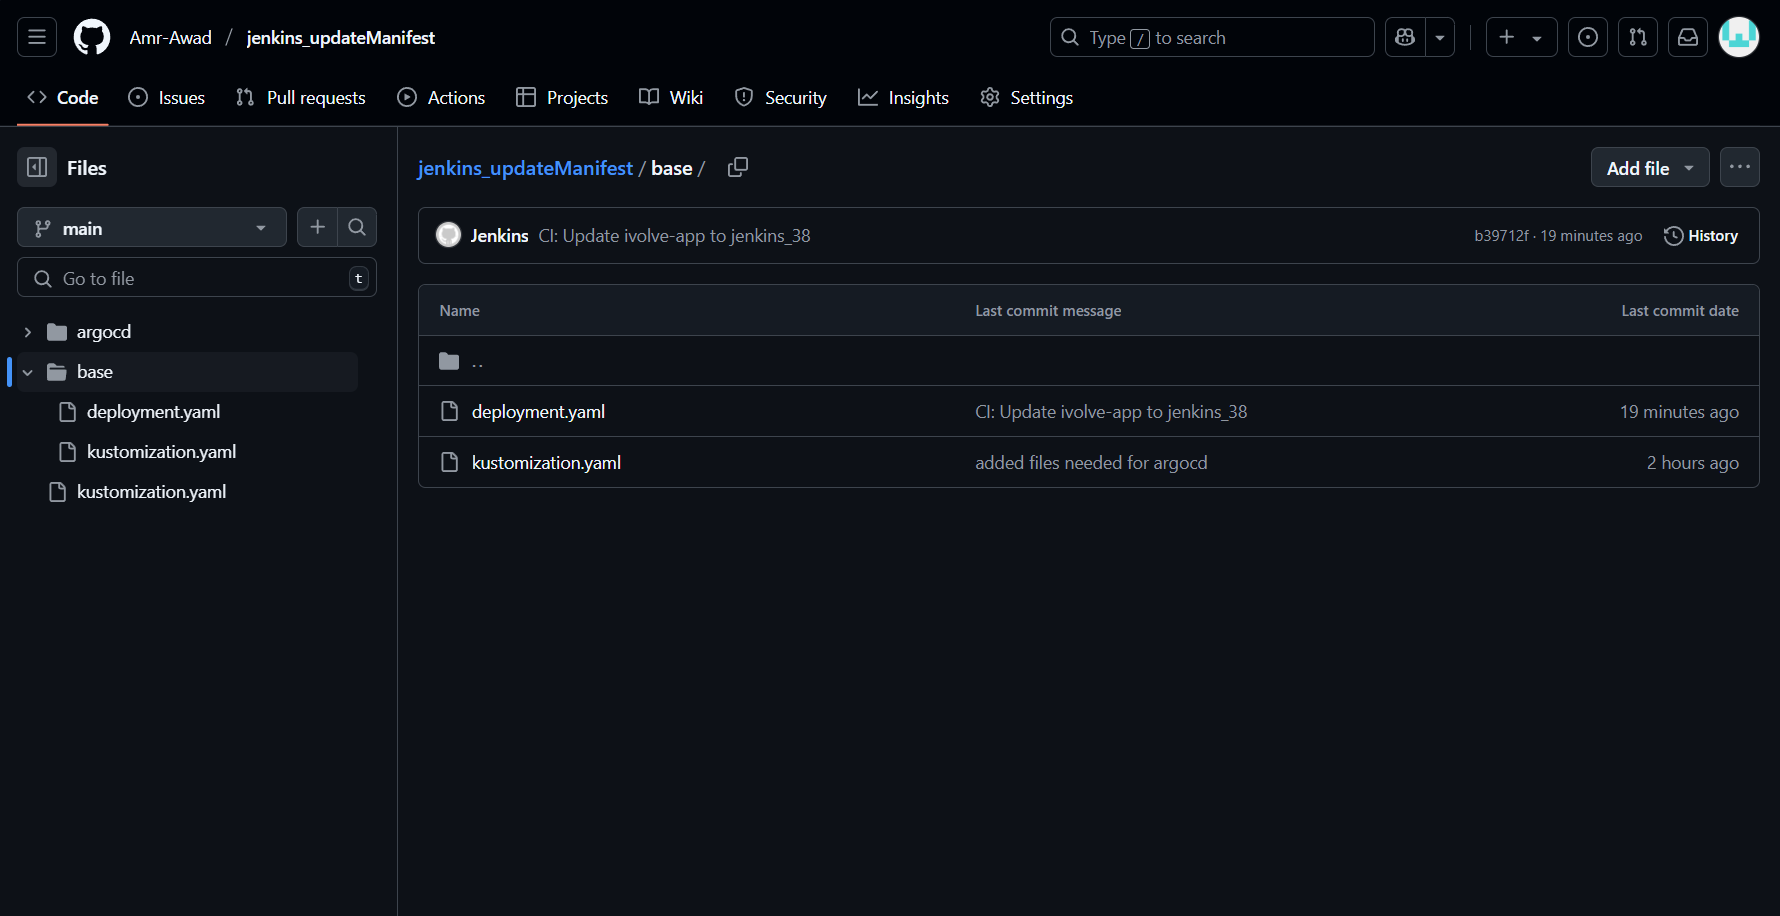 Amr-Awad / jenkins_updateManifest
Type / to search
Code
Issues
Pull requests
Actions
Projects
Wiki
Security
Insights
Settings
Files
main
Go to file
t
argocd
base
deployment.yaml
kustomization.yaml
kustomization.yaml
jenkins_updateManifest / base /
Add file
Jenkins CI: Update ivolve-app to jenkins_38
b39712f · 19 minutes ago
History
Name Last commit message Last commit date
..
deployment.yaml CI: Update ivolve-app to jenkins_38 19 minutes ago
kustomization.yaml added files needed for argocd 2 hours ago